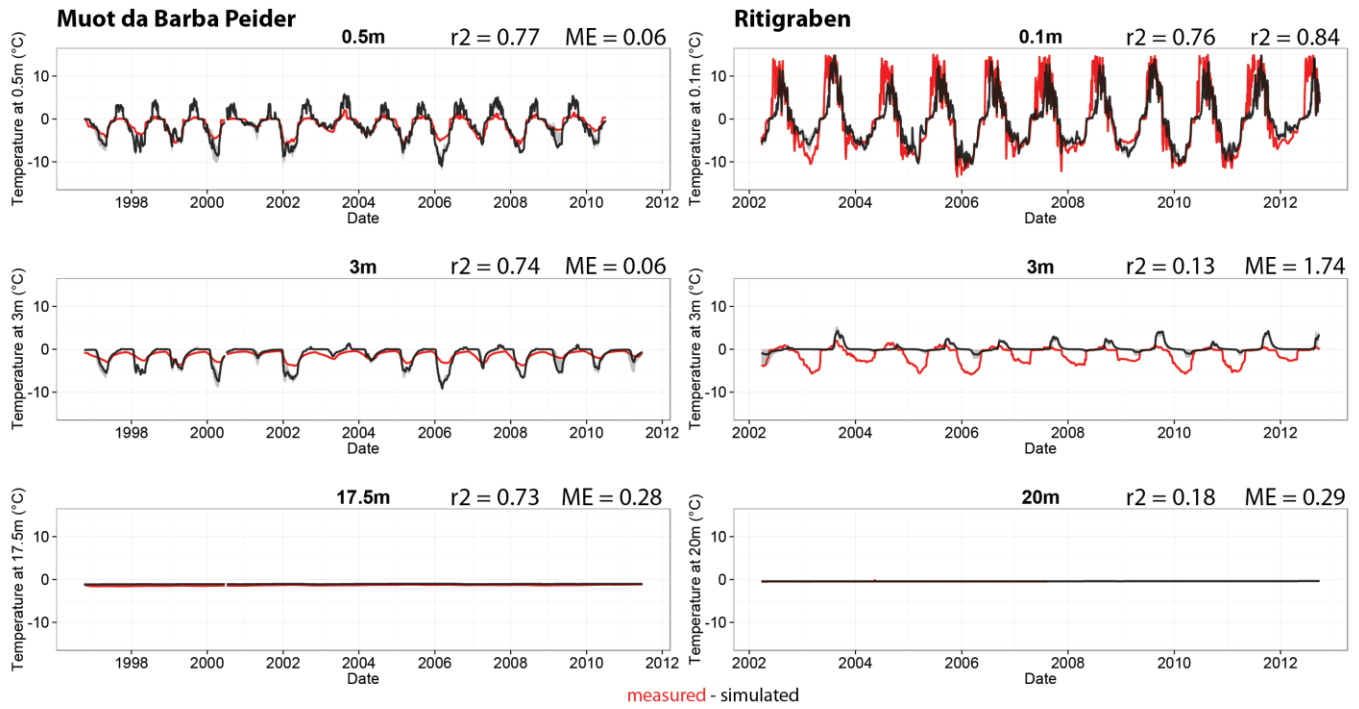 Muot da Barba Peider
0.5m r2 = 0.77 ME = 0.06
Temperature at 0.5m (°C)
10
0
-10
1998 2000 2002 2004 2006 2008 2010 2012
Date
3m r2 = 0.74 ME = 0.06
Temperature at 3m (°C)
10
0
-10
1998 2000 2002 2004 2006 2008 2010 2012
Date
17.5m r2 = 0.73 ME = 0.28
Temperature at 17.5m (°C)
10
0
-10
1998 2000 2002 2004 2006 2008 2010 2012
Date
Ritigraben
0.1m r2 = 0.76 r2 = 0.84
Temperature at 0.1m (°C)
10
0
-10
2002 2004 2006 2008 2010 2012
Date
3m r2 = 0.13 ME = 1.74
Temperature at 3m (°C)
10
0
-10
2002 2004 2006 2008 2010 2012
Date
20m r2 = 0.18 ME = 0.29
Temperature at 20m (°C)
10
0
-10
2002 2004 2006 2008 2010 2012
Date
measured - simulated